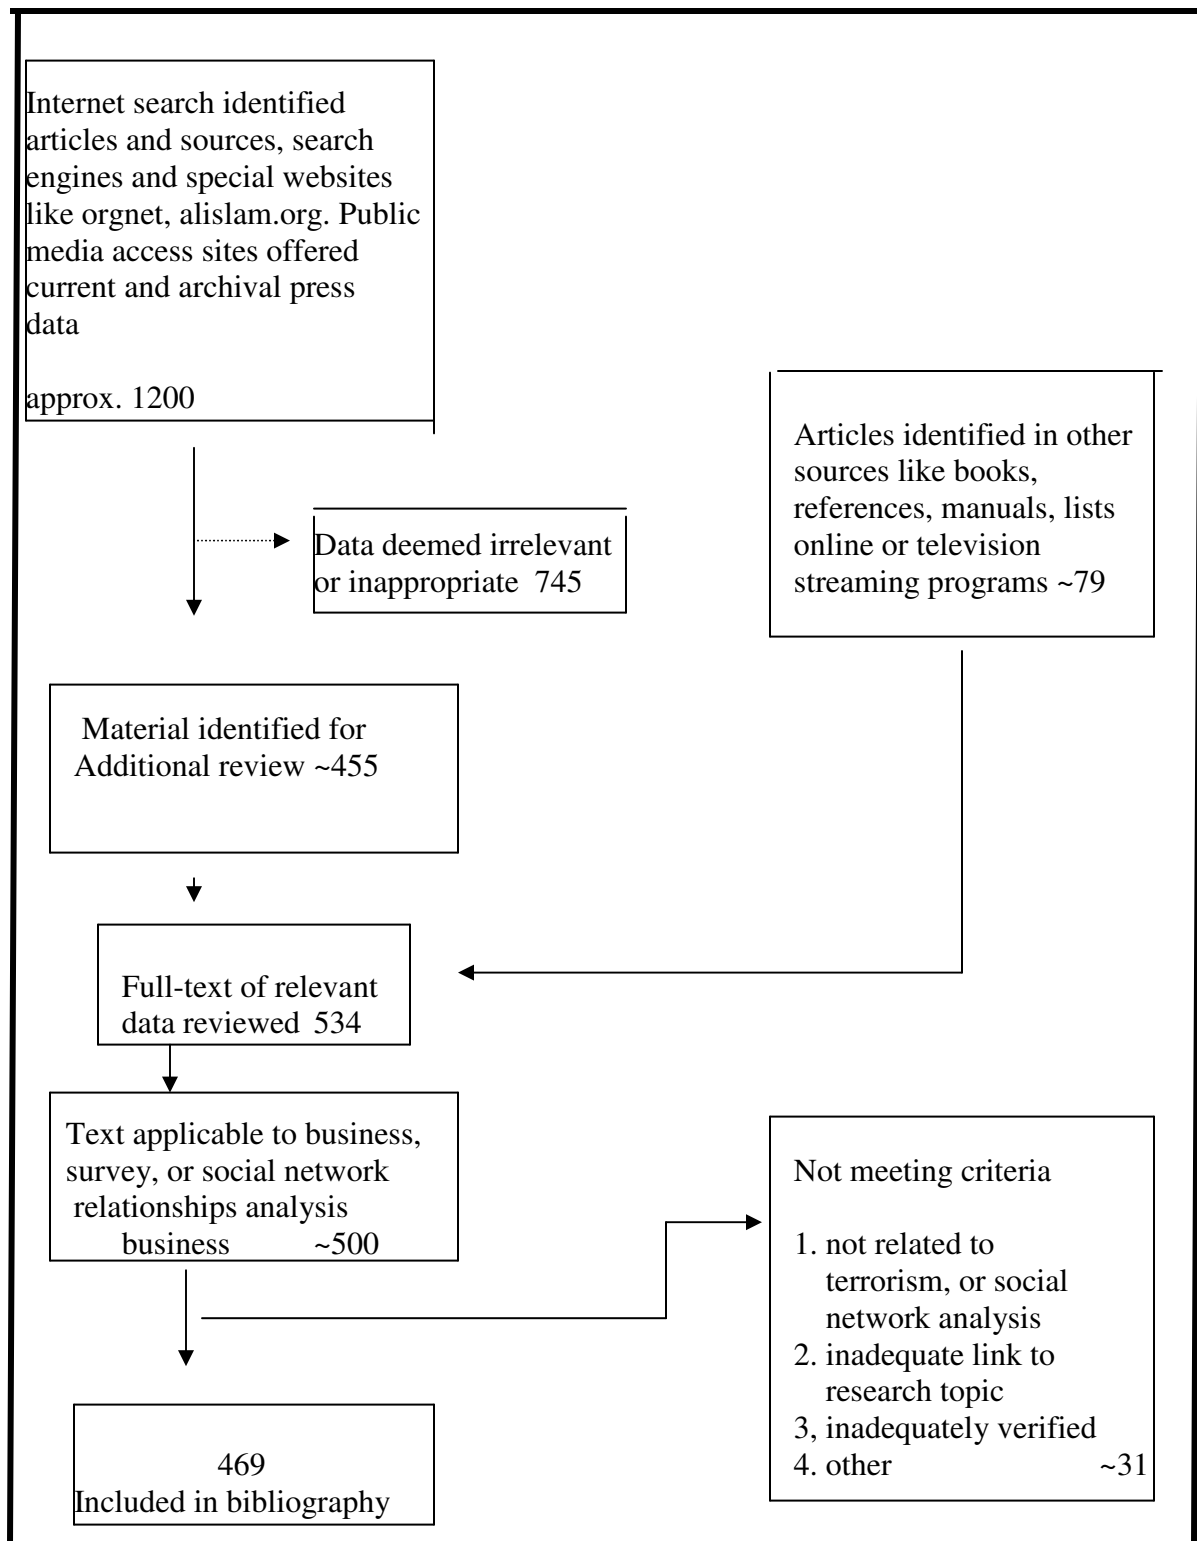 Internet search identified
articles and sources, search
engines and special websites
like orgnet, alislam.org. Public
media access sites offered
current and archival press
data
approx. 1200
Articles identified in other
sources like books,
references, manuals, lists
online or television
streaming programs ~79
Data deemed irrelevant
or inappropriate 745
Material identified for
Additional review ~455
Full-text of relevant
data reviewed 534
Text applicable to business,
survey, or social network
relationships analysis
business ~500
Not meeting criteria
1. not related to
terrorism, or social
network analysis
2. inadequate link to
research topic
3, inadequately verified
4. other ~31
469
Included in bibliography